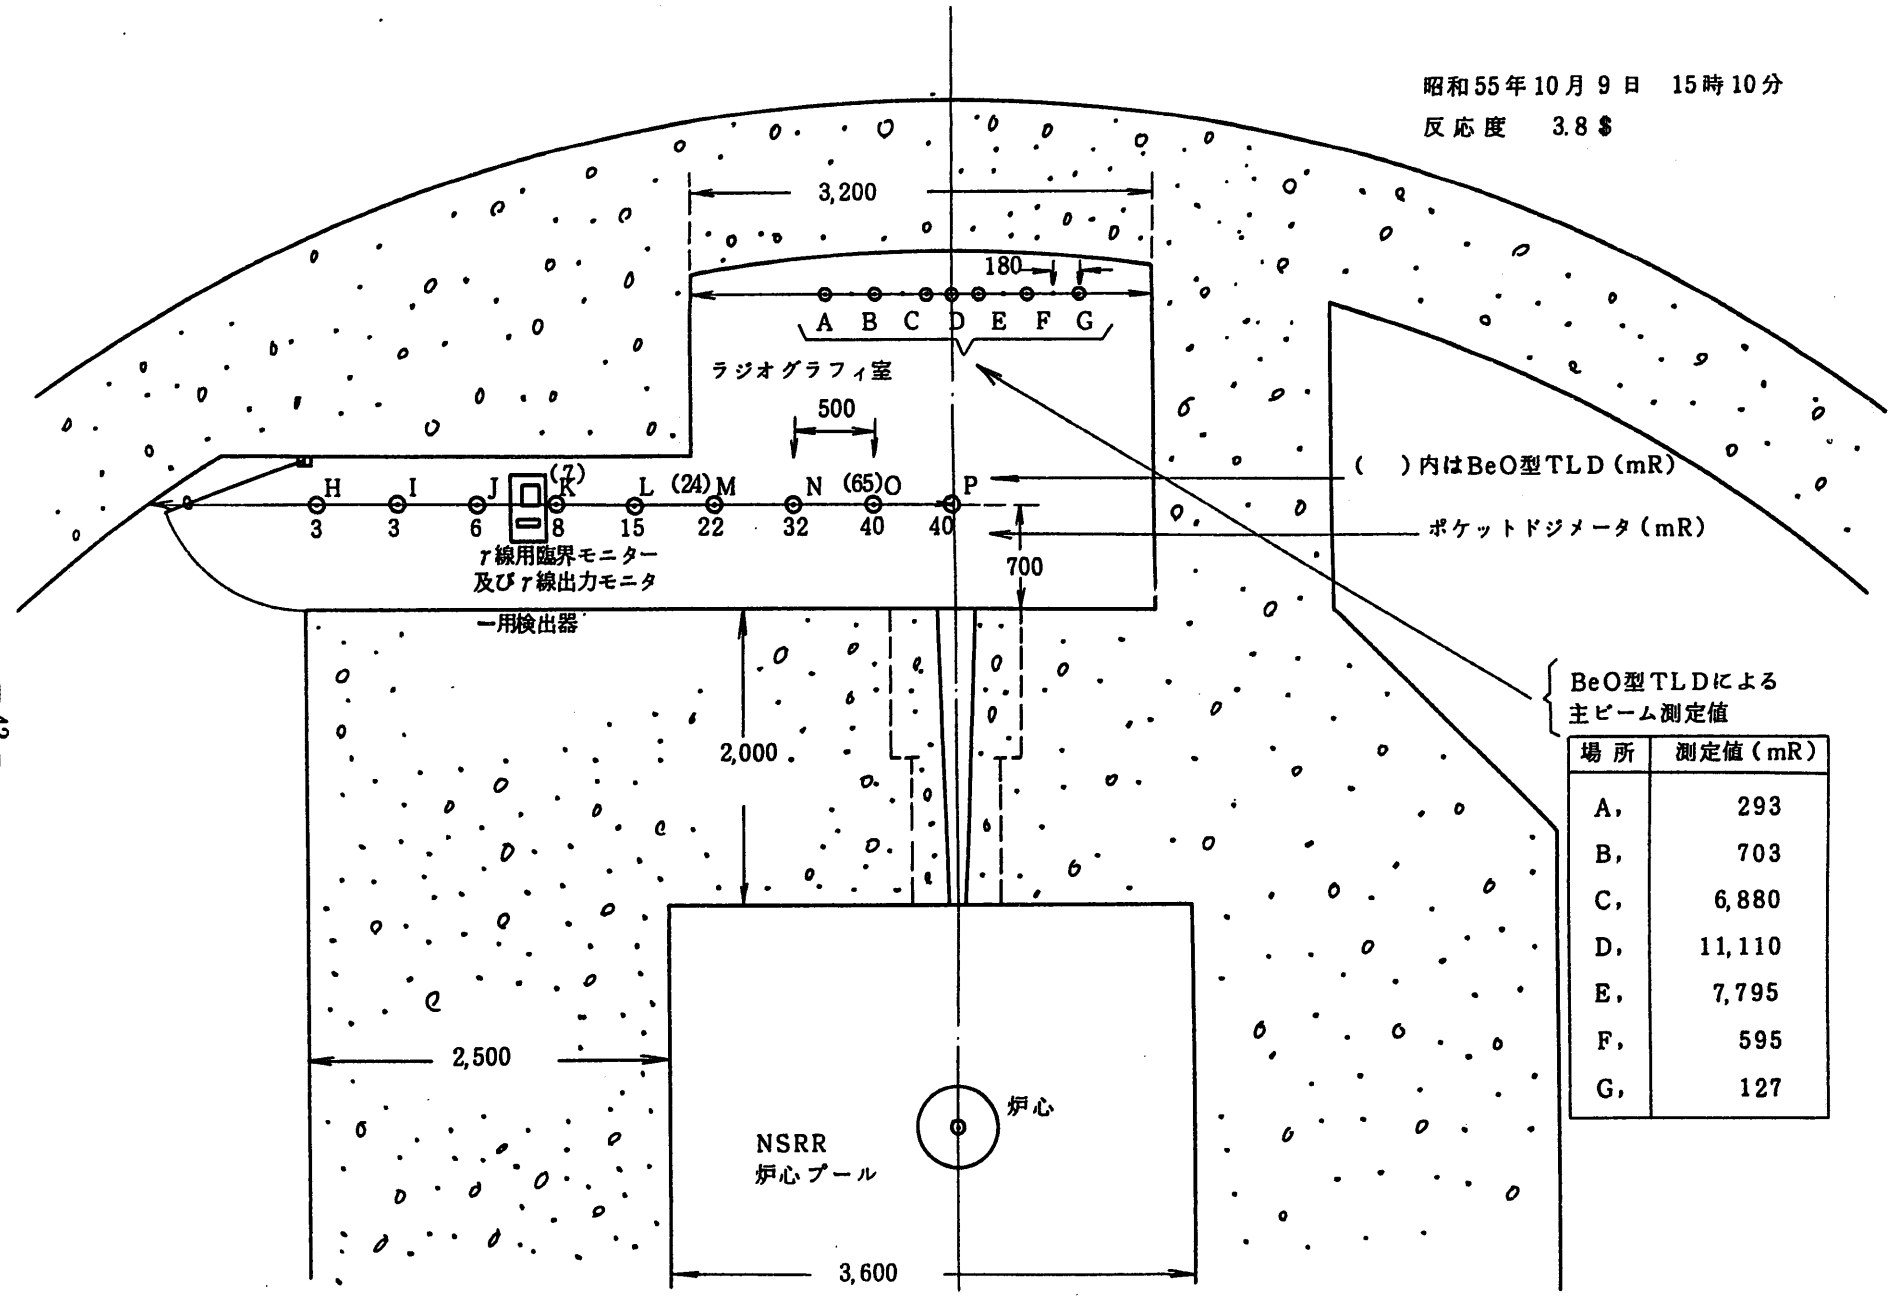 昭和55年10月9日 15時10分
反応度 3.8 $
3,200
180
A B C D E F G
ラジオグラフィ室
500
( )内はBeO型TLD(mR)
(7)
H I J K L (24) M N (65) O P
3 3 6 8 15 22 32 40 40
ポケットドジメータ(mR)
γ線用臨界モニター
及びγ線出力モニタ
ー用検出器
700
2,000
BeO型TLDによる
主ビーム測定値
場所 測定値(mR)
A, 293
B, 703
C, 6,880
D, 11,110
E, 7,795
F, 595
G, 127
2,500
炉心
NSRR
炉心プール
3,600